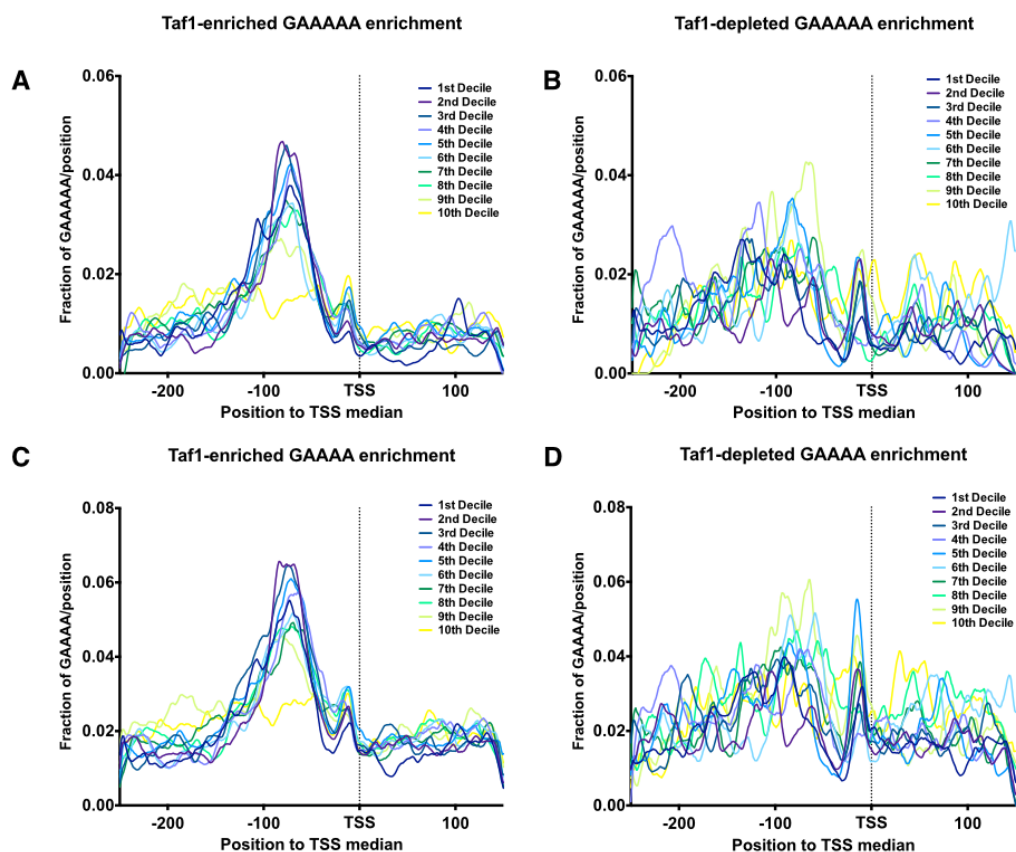 Taf1-enriched GAAAAA enrichment
A
0.06
0.04
0.02
0.00
Fraction of GAAAAA/position
1st Decile
2nd Decile
3rd Decile
4th Decile
5th Decile
6th Decile
7th Decile
8th Decile
9th Decile
10th Decile
-200
-100
TSS
100
Position to TSS median
Taf1-depleted GAAAAA enrichment
B
0.06
0.04
0.02
0.00
Fraction of GAAAAA/position
1st Decile
2nd Decile
3rd Decile
4th Decile
5th Decile
6th Decile
7th Decile
8th Decile
9th Decile
10th Decile
-200
-100
TSS
100
Position to TSS median
Taf1-enriched GAAAA enrichment
C
0.08
0.06
0.04
0.02
0.00
Fraction of GAAAA/position
1st Decile
2nd Decile
3rd Decile
4th Decile
5th Decile
6th Decile
7th Decile
8th Decile
9th Decile
10th Decile
-200
-100
TSS
100
Position to TSS median
Taf1-depleted GAAAA enrichment
D
0.08
0.06
0.04
0.02
0.00
Fraction of GAAAA/position
1st Decile
2nd Decile
3rd Decile
4th Decile
5th Decile
6th Decile
7th Decile
8th Decile
9th Decile
10th Decile
-200
-100
TSS
100
Position to TSS median